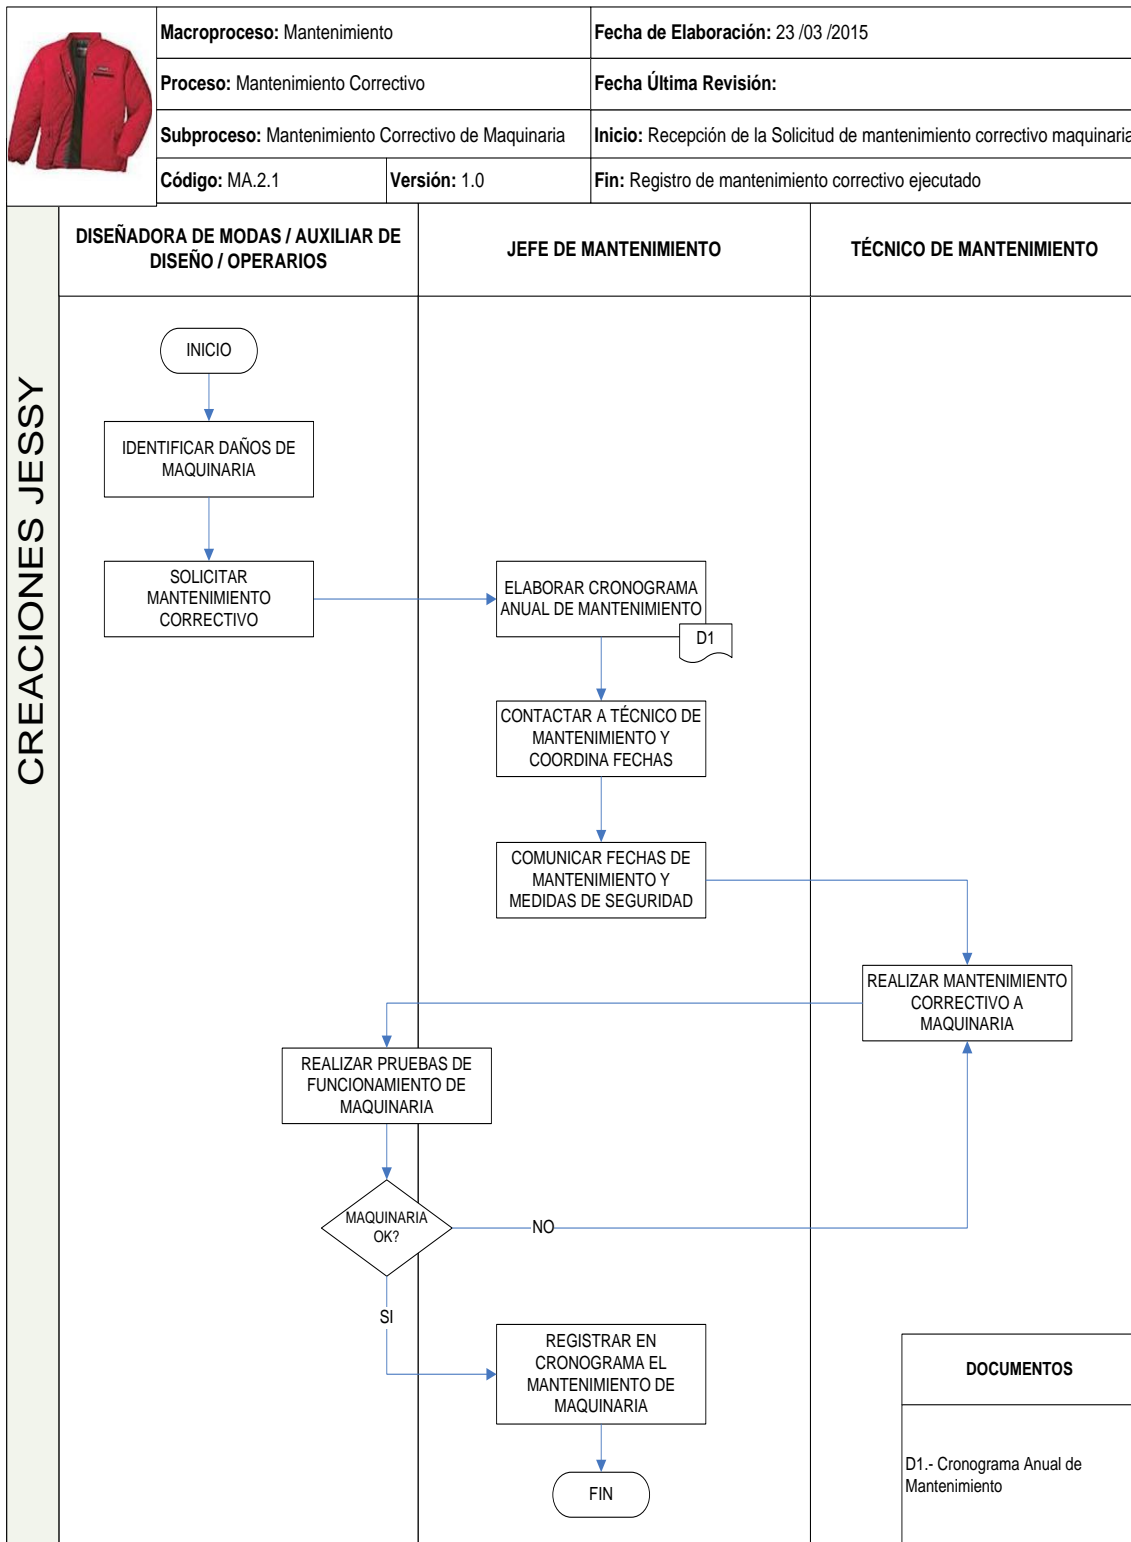 Macroproceso: Mantenimiento
Fecha de Elaboración: 23 /03 /2015
Proceso: Mantenimiento Correctivo
Fecha Última Revisión:
Subproceso: Mantenimiento Correctivo de Maquinaria
Inicio: Recepción de la Solicitud de mantenimiento correctivo maquinaria
Código: MA.2.1
Versión: 1.0
Fin: Registro de mantenimiento correctivo ejecutado
CREACIONES JESSY
DISEÑADORA DE MODAS / AUXILIAR DE
DISEÑO / OPERARIOS
JEFE DE MANTENIMIENTO
TÉCNICO DE MANTENIMIENTO
INICIO
IDENTIFICAR DAÑOS DE
MAQUINARIA
SOLICITAR
MANTENIMIENTO
CORRECTIVO
ELABORAR CRONOGRAMA
ANUAL DE MANTENIMIENTO
D1
CONTACTAR A TÉCNICO DE
MANTENIMIENTO Y
COORDINA FECHAS
COMUNICAR FECHAS DE
MANTENIMIENTO Y
MEDIDAS DE SEGURIDAD
REALIZAR MANTENIMIENTO
CORRECTIVO A
MAQUINARIA
REALIZAR PRUEBAS DE
FUNCIONAMIENTO DE
MAQUINARIA
MAQUINARIA
OK?
NO
SI
REGISTRAR EN
CRONOGRAMA EL
MANTENIMIENTO DE
MAQUINARIA
FIN
DOCUMENTOS
D1.- Cronograma Anual de
Mantenimiento